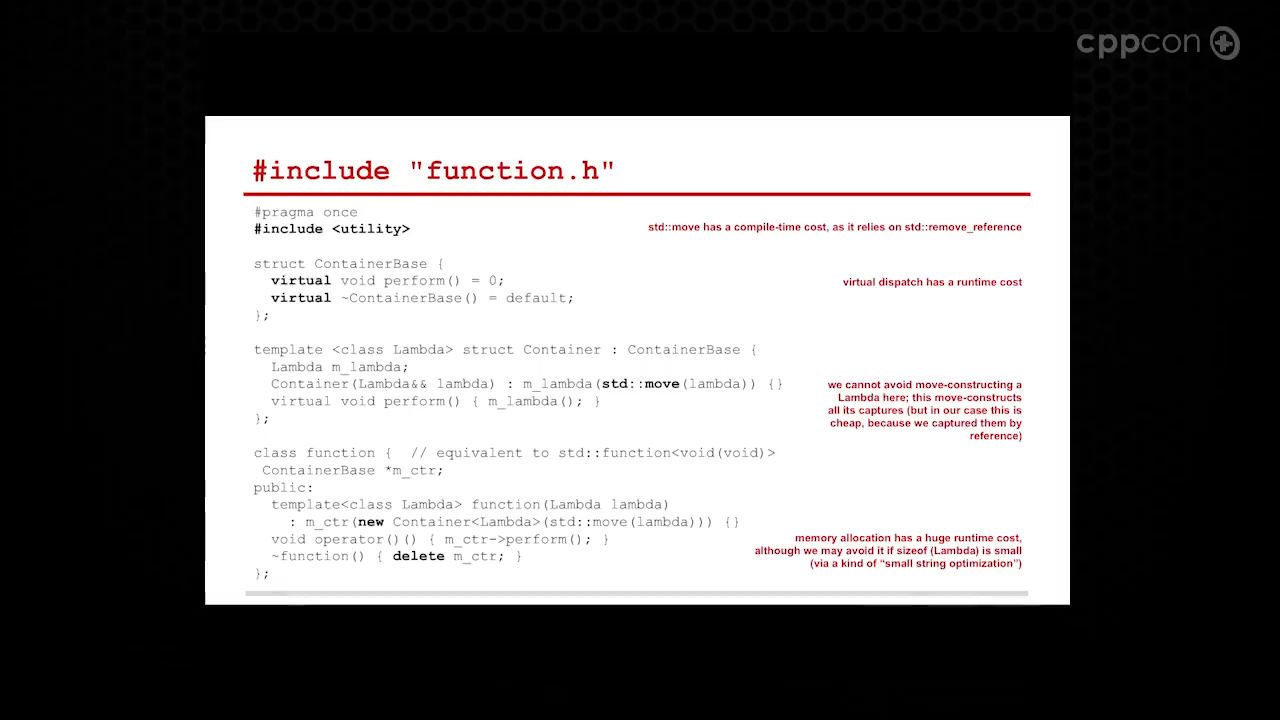 cppcon
#include "function.h"
#pragma once
#include <utility>
std::move has a compile-time cost, as it relies on std::remove_reference
struct ContainerBase {
virtual void perform() = 0;
virtual dispatch has a runtime cost
virtual ~ContainerBase() = default;
};
template <class Lambda> struct Container : ContainerBase {
Lambda m_lambda;
Container(Lambda&& lambda) : m_lambda(std::move(lambda)) {}
virtual void perform() { m_lambda(); }
};
we cannot avoid move-constructing a
Lambda here; this move-constructs
all its captures (but in our case this is
cheap, because we captured them by
reference)
class function {  // equivalent to std::function<void(void)>
ContainerBase *m_ctr;
public:
template<class Lambda> function(Lambda lambda)
: m_ctr(new Container<Lambda>(std::move(lambda))) {}
void operator()() { m_ctr->perform(); }
~function() { delete m_ctr; }
};
memory allocation has a huge runtime cost,
although we may avoid it if sizeof (Lambda) is small
(via a kind of “small string optimization”)